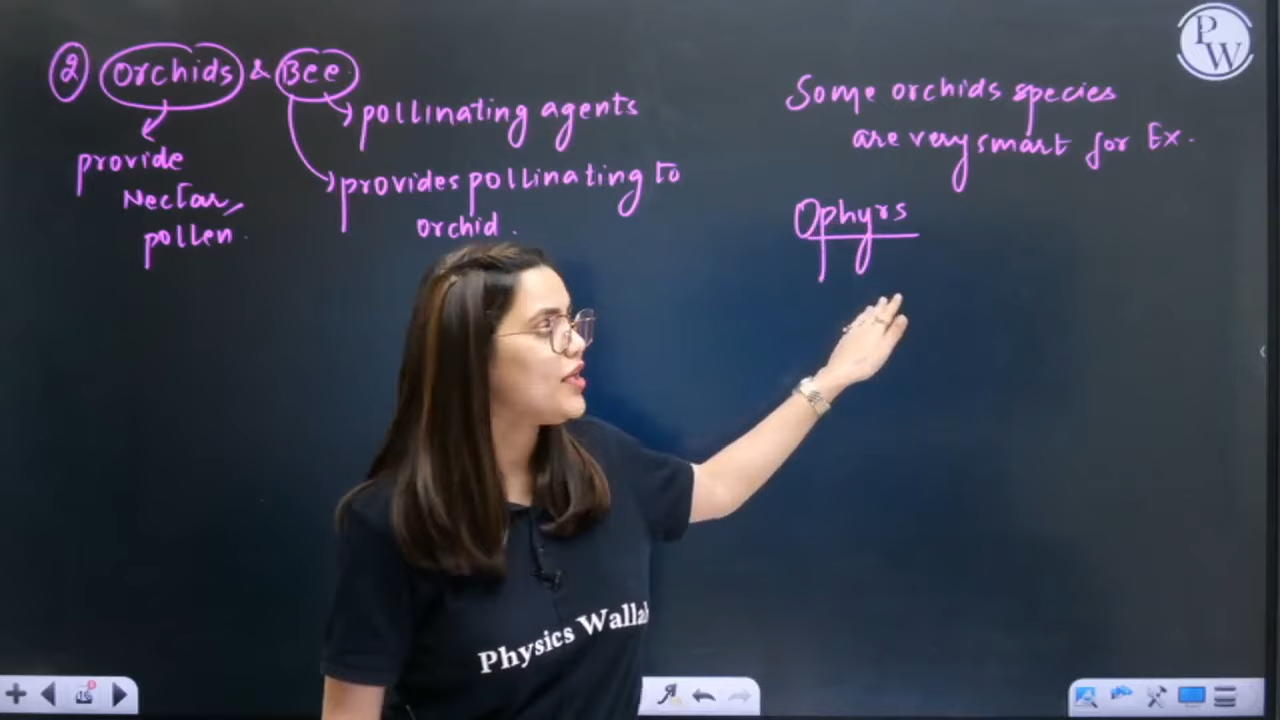 ② Orchids & Bee
pollinating agents
provide
Nectar,
pollen.
provides pollinating to
orchid.
Some orchids species
are very smart for Ex.
Ophyrs
PW
Physics Wallah
16